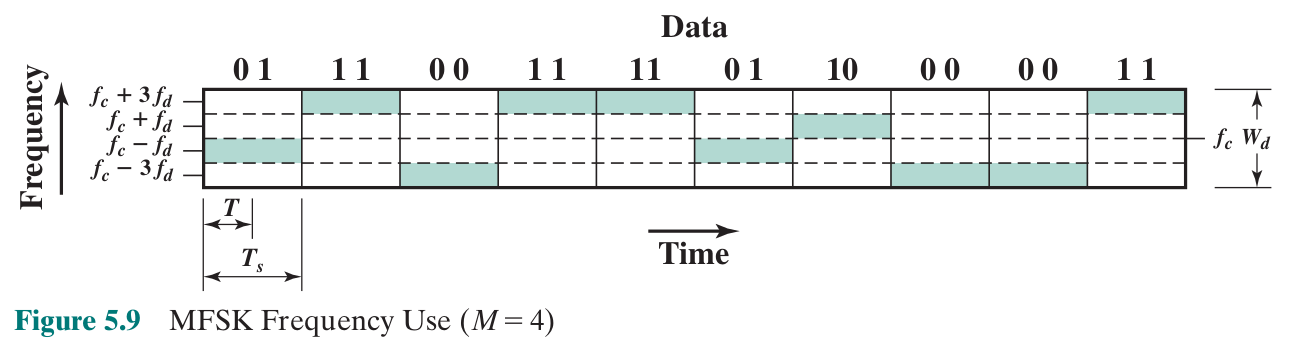 Data
0 1 1 1 0 0 1 1 11 0 1 10 0 0 0 0 1 1
Frequency
f_c + 3f_d
f_c + f_d
f_c − f_d
f_c − 3f_d
f_c W_d
T
T_s
Time
Figure 5.9 MFSK Frequency Use (M = 4)